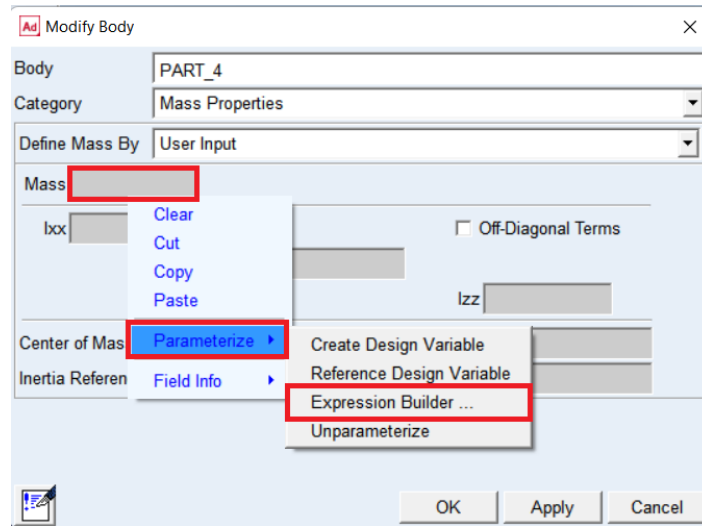 Ad Modify Body
Body PART_4
Category Mass Properties
Define Mass By User Input
Mass
Ixx
Off-Diagonal Terms
Izz
Center of Mas
Inertia Referen
Clear
Cut
Copy
Paste
Parameterize
Field Info
Create Design Variable
Reference Design Variable
Expression Builder ...
Unparameterize
OK Apply Cancel